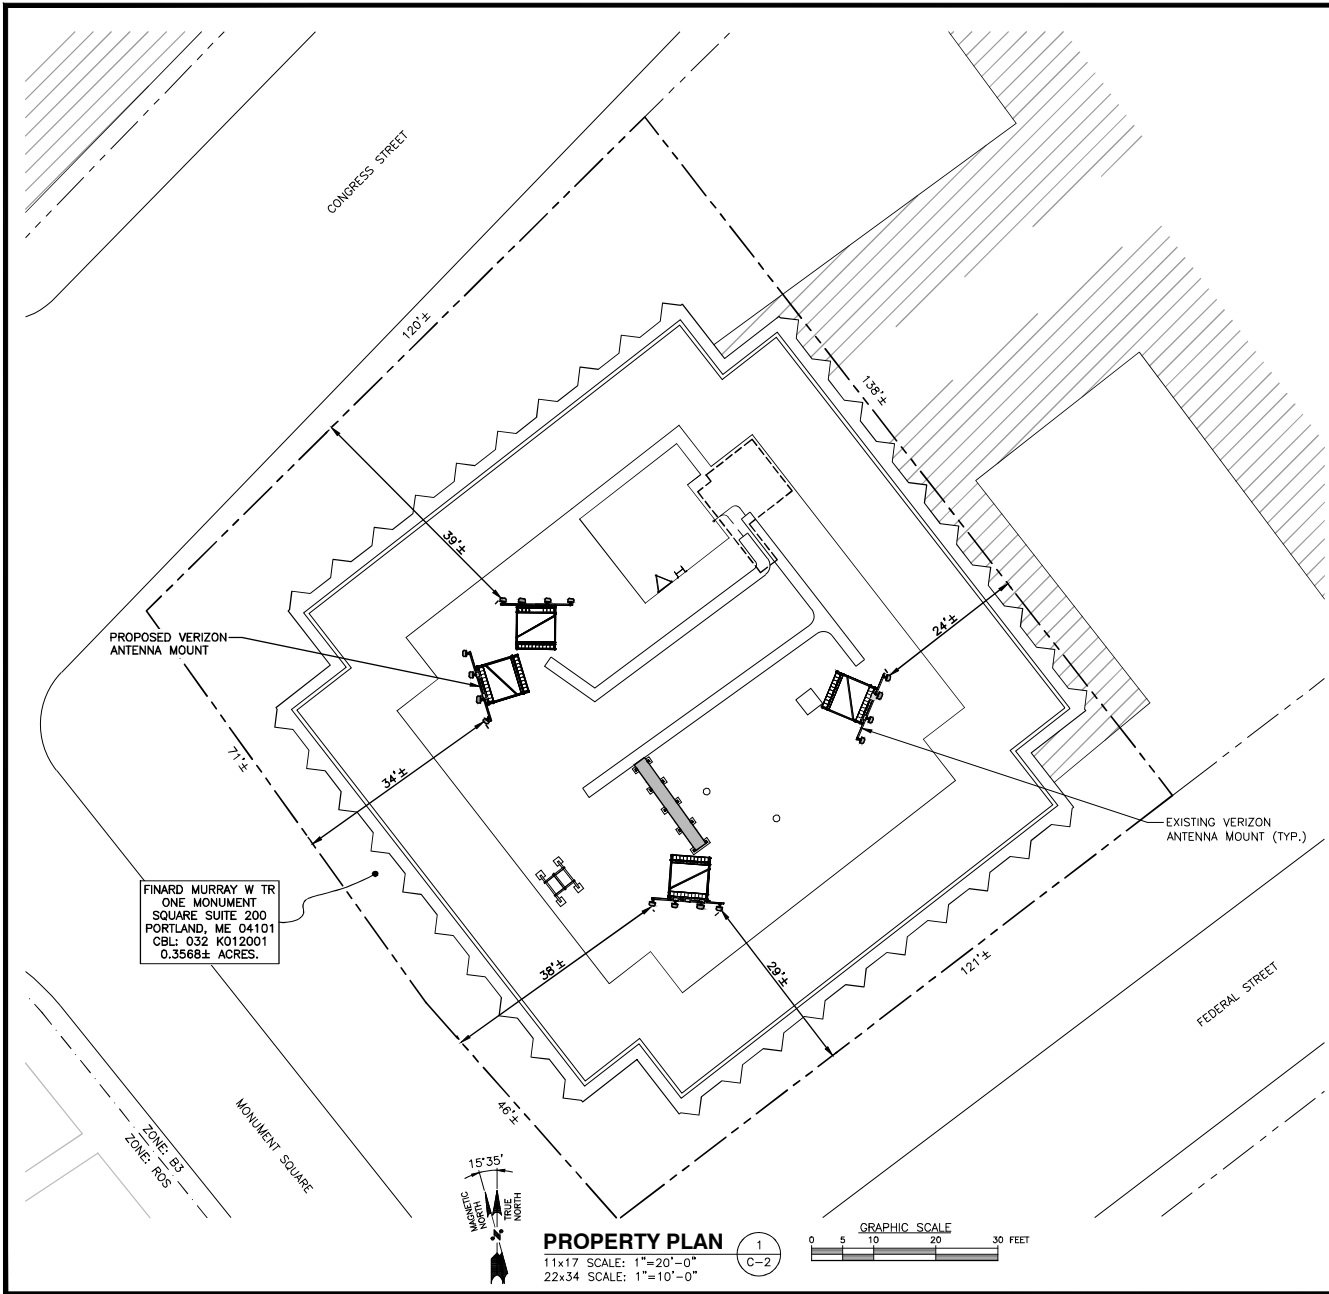 CONGRESS STREET
120'±
138'±
39'±
24'±
PROPOSED VERIZON
ANTENNA MOUNT
71'±
34'±
EXISTING VERIZON
ANTENNA MOUNT (TYP.)
FINARD MURRAY W TR
ONE MONUMENT
SQUARE SUITE 200
PORTLAND, ME 04101
CBL: 032 K012001
0.3568± ACRES.
38'±
29'±
121'±
FEDERAL STREET
46'±
MONUMENT SQUARE
ZONE: B3
ZONE: ROS
15°35'
MAGNETIC
NORTH
TRUE
NORTH
N
H
PROPERTY PLAN
11x17 SCALE: 1"=20'-0"
22x34 SCALE: 1"=10'-0"
1
C-2
GRAPHIC SCALE
0 5 10 20 30 FEET